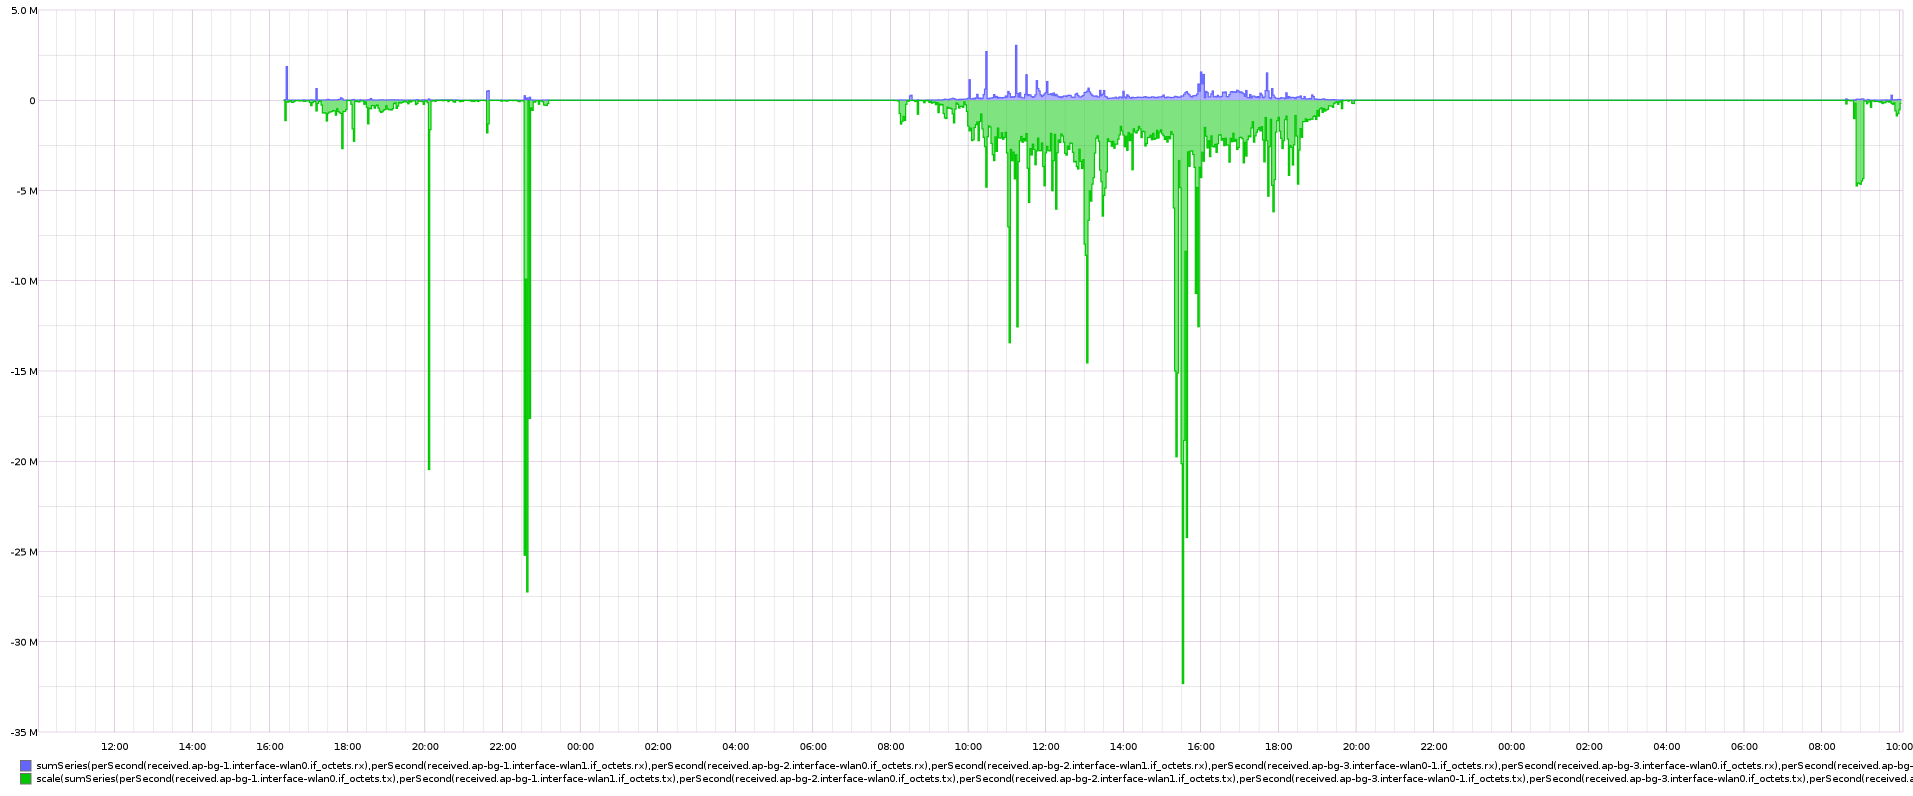 5.0 M
0
-5 M
-10 M
-15 M
-20 M
-25 M
-30 M
-35 M
12:00 14:00 16:00 18:00 20:00 22:00 00:00 02:00 04:00 06:00 08:00 10:00 12:00 14:00 16:00 18:00 20:00 22:00 00:00 02:00 04:00 06:00 08:00 10:00
sumSeries(perSecond(received.ap-bg-1.interface-wlan0.if_octets.rx),perSecond(received.ap-bg-1.interface-wlan1.if_octets.rx),perSecond(received.ap-bg-2.interface-wlan0.if_octets.rx),perSecond(received.ap-bg-2.interface-wlan1.if_octets.rx),perSecond(received.ap-bg-3.interface-wlan0-1.if_octets.rx),perSecond(received.ap-bg-3.interface-wlan0.if_octets.rx),perSecond(received.ap-bg-
scale(sumSeries(perSecond(received.ap-bg-1.interface-wlan0.if_octets.tx),perSecond(received.ap-bg-1.interface-wlan1.if_octets.tx),perSecond(received.ap-bg-2.interface-wlan0.if_octets.tx),perSecond(received.ap-bg-2.interface-wlan1.if_octets.tx),perSecond(received.ap-bg-3.interface-wlan0-1.if_octets.tx),perSecond(received.ap-bg-3.interface-wlan0.if_octets.tx),perSecond(received.a